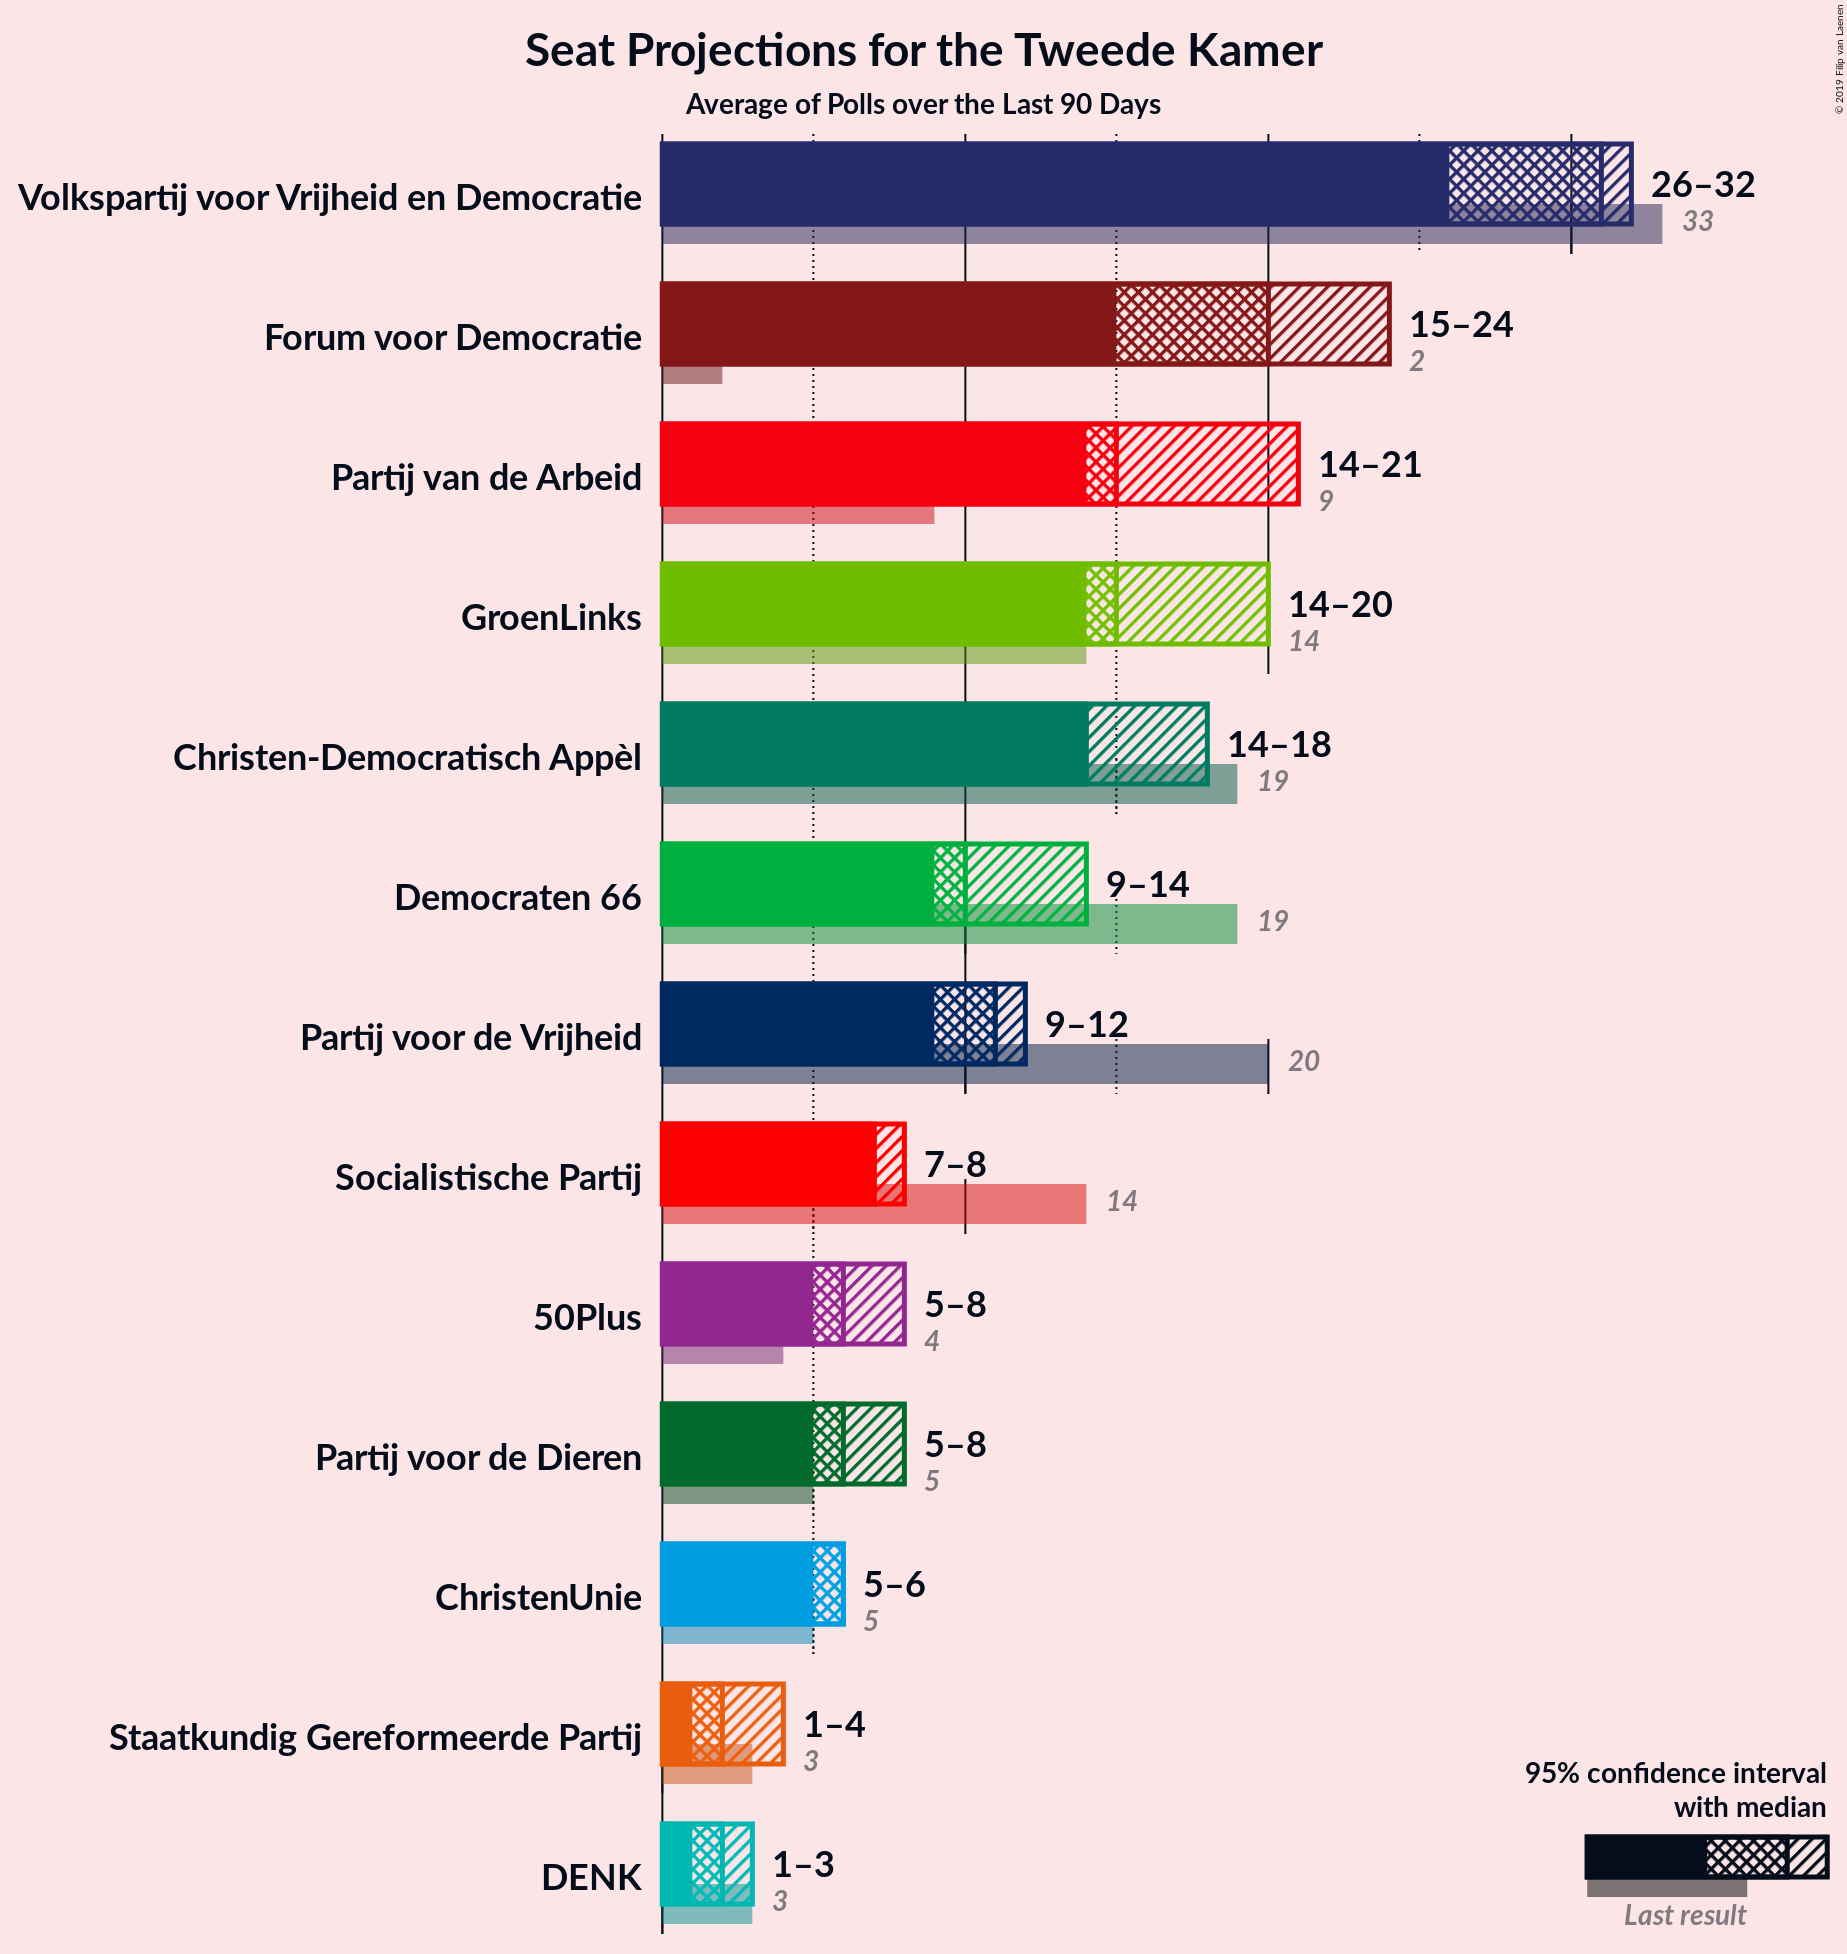 Seat Projections for the Tweede Kamer
Average of Polls over the Last 90 Days
© 2019 Filip van Laenen
Volkspartij voor Vrijheid en Democratie
26–32
33
Forum voor Democratie
15–24
2
Partij van de Arbeid
14–21
9
GroenLinks
14–20
14
Christen-Democratisch Appèl
14–18
19
Democraten 66
9–14
19
Partij voor de Vrijheid
9–12
20
Socialistische Partij
7–8
14
50Plus
5–8
4
Partij voor de Dieren
5–8
5
ChristenUnie
5–6
5
Staatkundig Gereformeerde Partij
1–4
3
DENK
1–3
3
95% confidence interval
with median
Last result